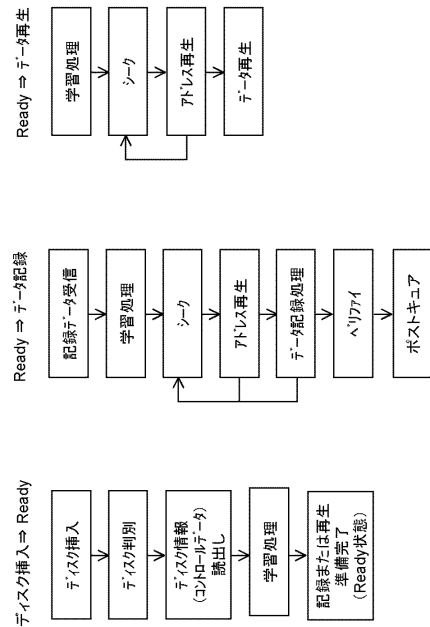 ディスク挿入⇒ Ready
ディスク挿入
ディスク判別
ディスク情報
(コントロールデータ)
読出し
学習処理
記録または再生
準備完了
(Ready状態)
Ready ⇒ データ記録
記録データ受信
学習処理
シーク
アドレス再生
データ記録処理
ベリファイ
ポストキュア
Ready ⇒ データ再生
学習処理
シーク
アドレス再生
データ再生